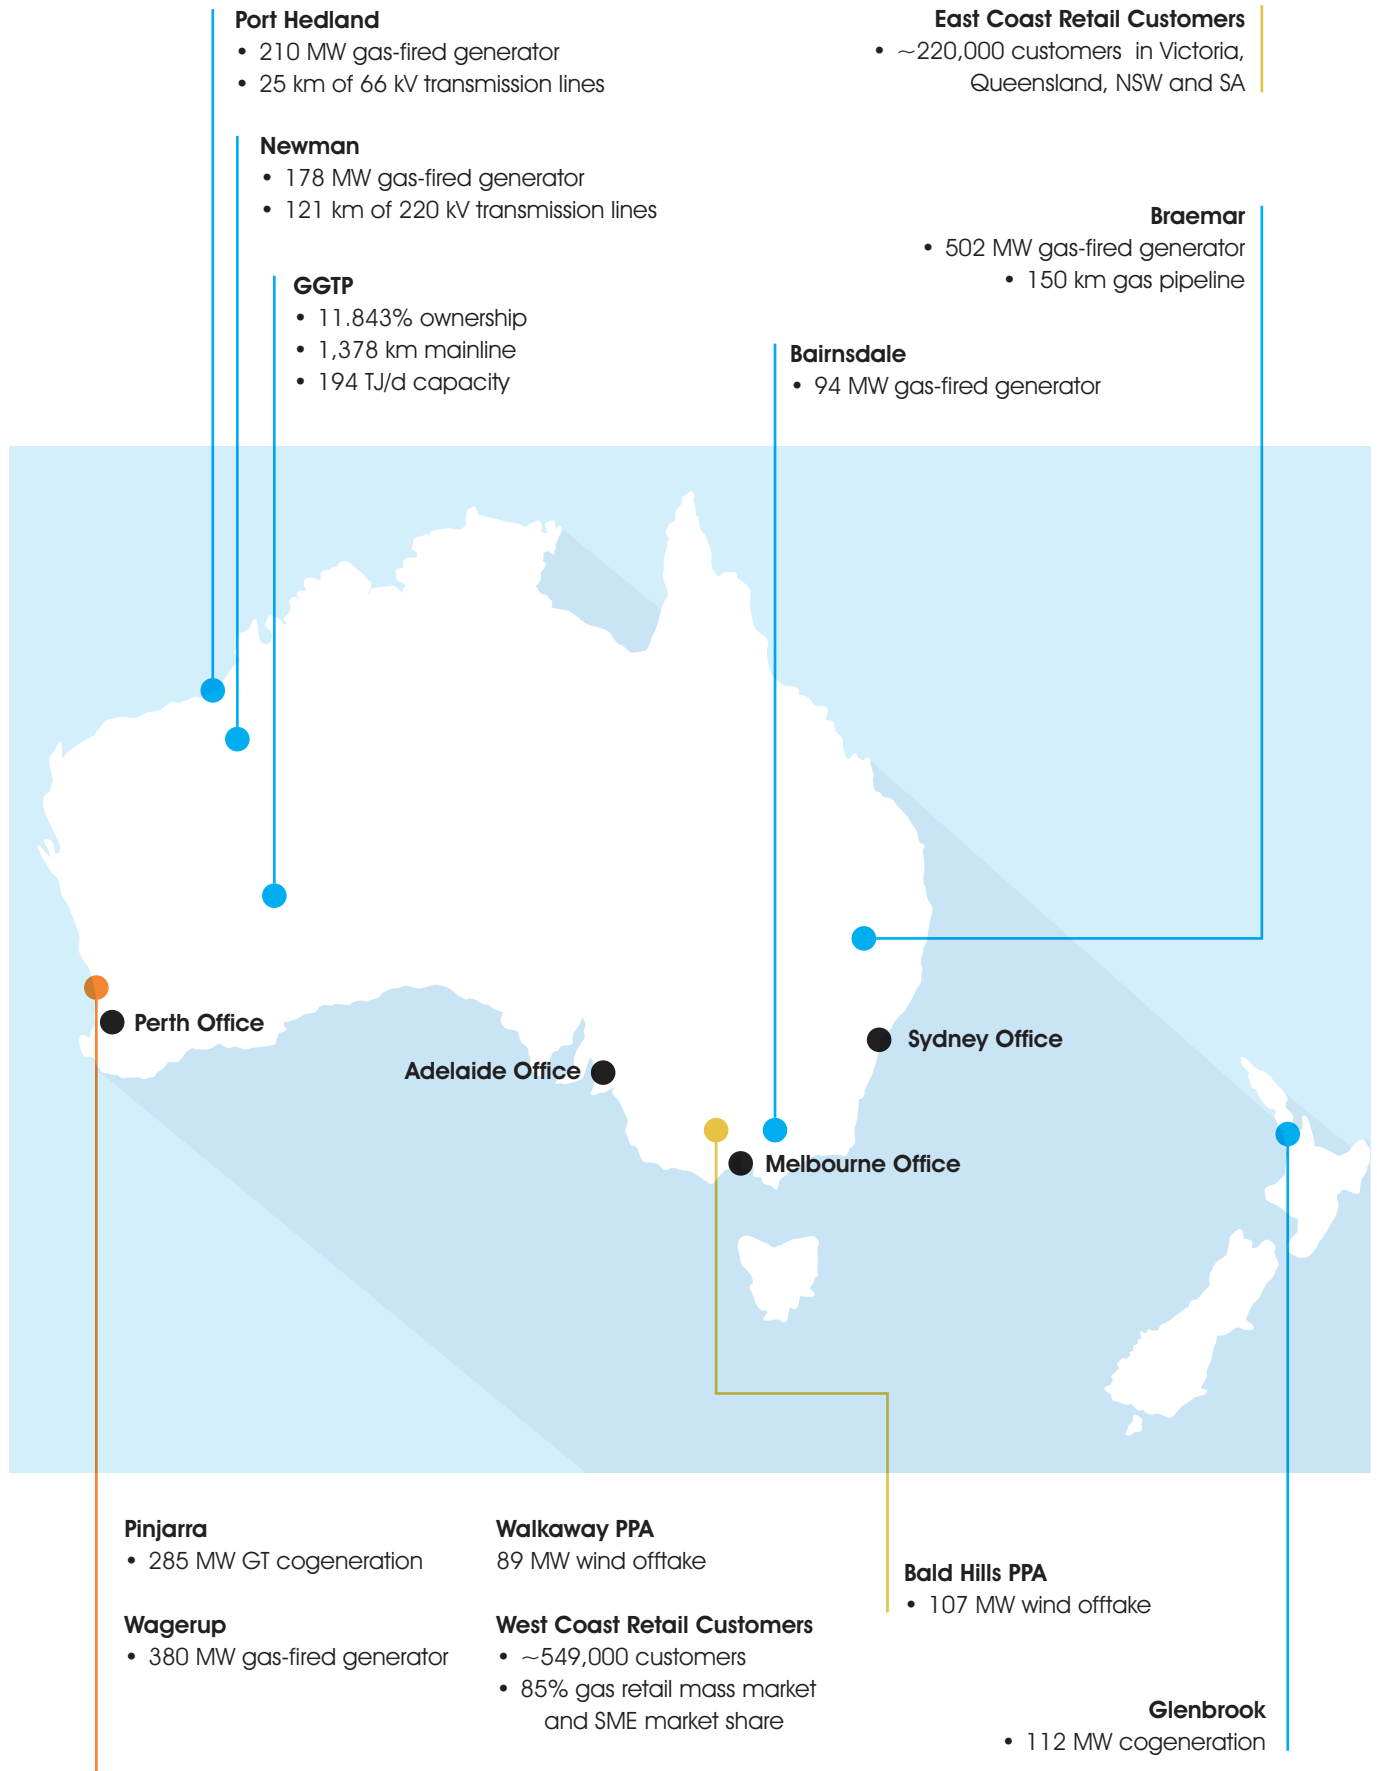 Port Hedland
• 210 MW gas-fired generator
• 25 km of 66 kV transmission lines
East Coast Retail Customers
• ~220,000 customers in Victoria,
Queensland, NSW and SA
Newman
• 178 MW gas-fired generator
• 121 km of 220 kV transmission lines
Braemar
• 502 MW gas-fired generator
• 150 km gas pipeline
GGTP
• 11.843% ownership
• 1,378 km mainline
• 194 TJ/d capacity
Bairnsdale
• 94 MW gas-fired generator
Perth Office
Adelaide Office
Sydney Office
Melbourne Office
Pinjarra
• 285 MW GT cogeneration
Wagerup
• 380 MW gas-fired generator
Walkaway PPA
89 MW wind offtake
West Coast Retail Customers
• ~549,000 customers
• 85% gas retail mass market
and SME market share
Bald Hills PPA
• 107 MW wind offtake
Glenbrook
• 112 MW cogeneration